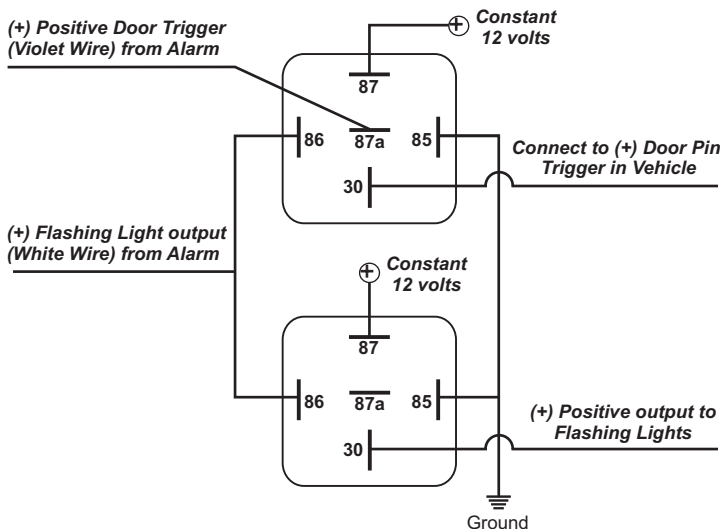 (+) Positive Door Trigger
(Violet Wire) from Alarm
Constant
12 volts
87
86
87a
85
30
Connect to (+) Door Pin
Trigger in Vehicle
(+) Flashing Light output
(White Wire) from Alarm
Constant
12 volts
87
86
87a
85
30
(+) Positive output to
Flashing Lights
Ground